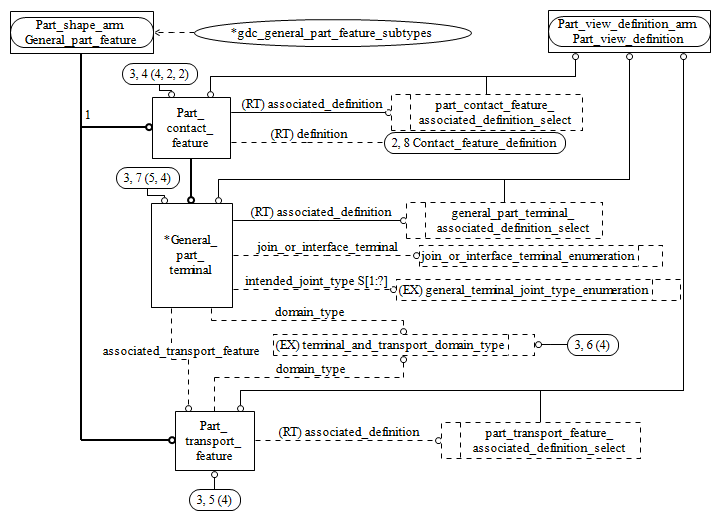 Part_shape_arm
General_part_feature
*gdc_general_part_feature_subtypes
Part_view_definition_arm
Part_view_definition
3, 4 (4, 2, 2)
1
Part_
contact_
feature
(RT) associated_definition
part_contact_feature_
associated_definition_select
(RT) definition
2, 8 Contact_feature_definition
3, 7 (5, 4)
*General_
part_
terminal
(RT) associated_definition
general_part_terminal_
associated_definition_select
join_or_interface_terminal
join_or_interface_terminal_enumeration
intended_joint_type S[1:?]
(EX) general_terminal_joint_type_enumeration
domain_type
associated_transport_feature
(EX) terminal_and_transport_domain_type
3, 6 (4)
domain_type
Part_
transport_
feature
(RT) associated_definition
part_transport_feature_
associated_definition_select
3, 5 (4)